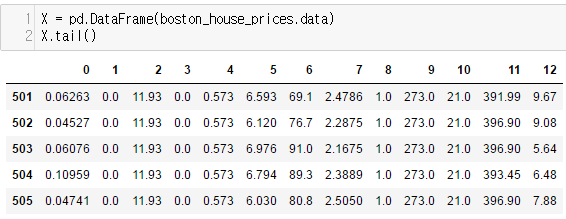 1 X = pd.DataFrame(boston_house_prices.data)
2 X.tail()
0 1 2 3 4 5 6 7 8 9 10 11 12
501 0.06263 0.0 11.93 0.0 0.573 6.593 69.1 2.4786 1.0 273.0 21.0 391.99 9.67
502 0.04527 0.0 11.93 0.0 0.573 6.120 76.7 2.2875 1.0 273.0 21.0 396.90 9.08
503 0.06076 0.0 11.93 0.0 0.573 6.976 91.0 2.1675 1.0 273.0 21.0 396.90 5.64
504 0.10959 0.0 11.93 0.0 0.573 6.794 89.3 2.3889 1.0 273.0 21.0 393.45 6.48
505 0.04741 0.0 11.93 0.0 0.573 6.030 80.8 2.5050 1.0 273.0 21.0 396.90 7.88